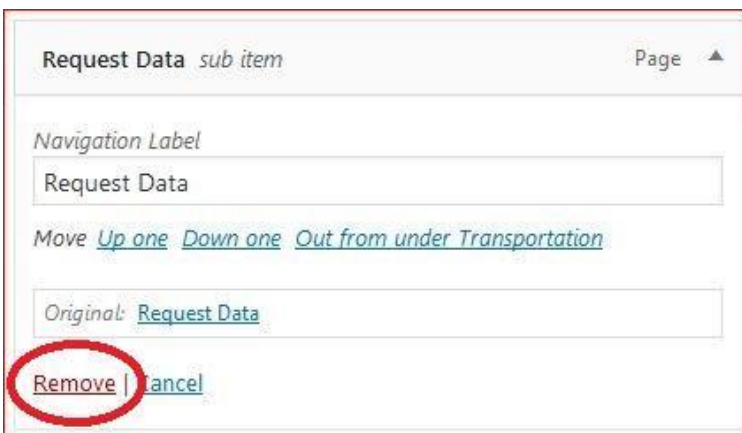 Request Data sub item Page ▲
Navigation Label
Request Data
Move Up one Down one Out from under Transportation
Original: Request Data
Remove | Cancel